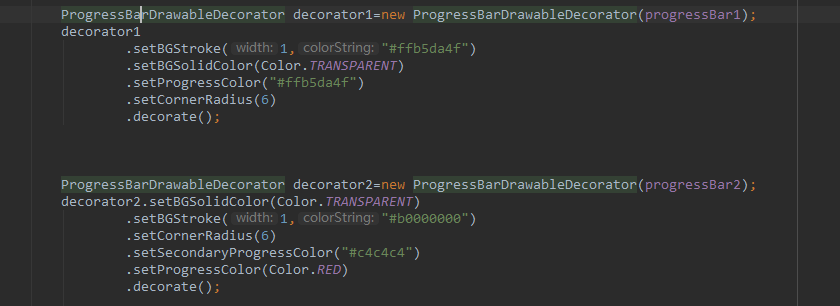 ProgressBarDrawableDecorator decorator1=new ProgressBarDrawableDecorator(progressBar1);
decorator1
.setBGStroke( width: 1, colorString: "#ffb5da4f")
.setBGSolidColor(Color.TRANSPARENT)
.setProgressColor("#ffb5da4f")
.setCornerRadius(6)
.decorate();
ProgressBarDrawableDecorator decorator2=new ProgressBarDrawableDecorator(progressBar2);
decorator2.setBGSolidColor(Color.TRANSPARENT)
.setBGStroke( width: 1, colorString: "#b0000000")
.setCornerRadius(6)
.setSecondaryProgressColor("#c4c4c4")
.setProgressColor(Color.RED)
.decorate();